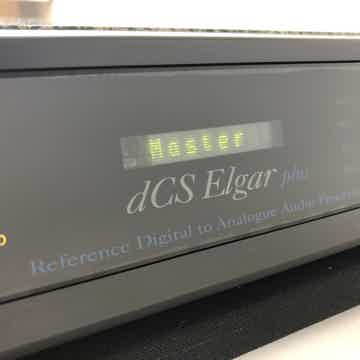 Master
dCS Elgar plus
Reference Digital to Analogue Audio